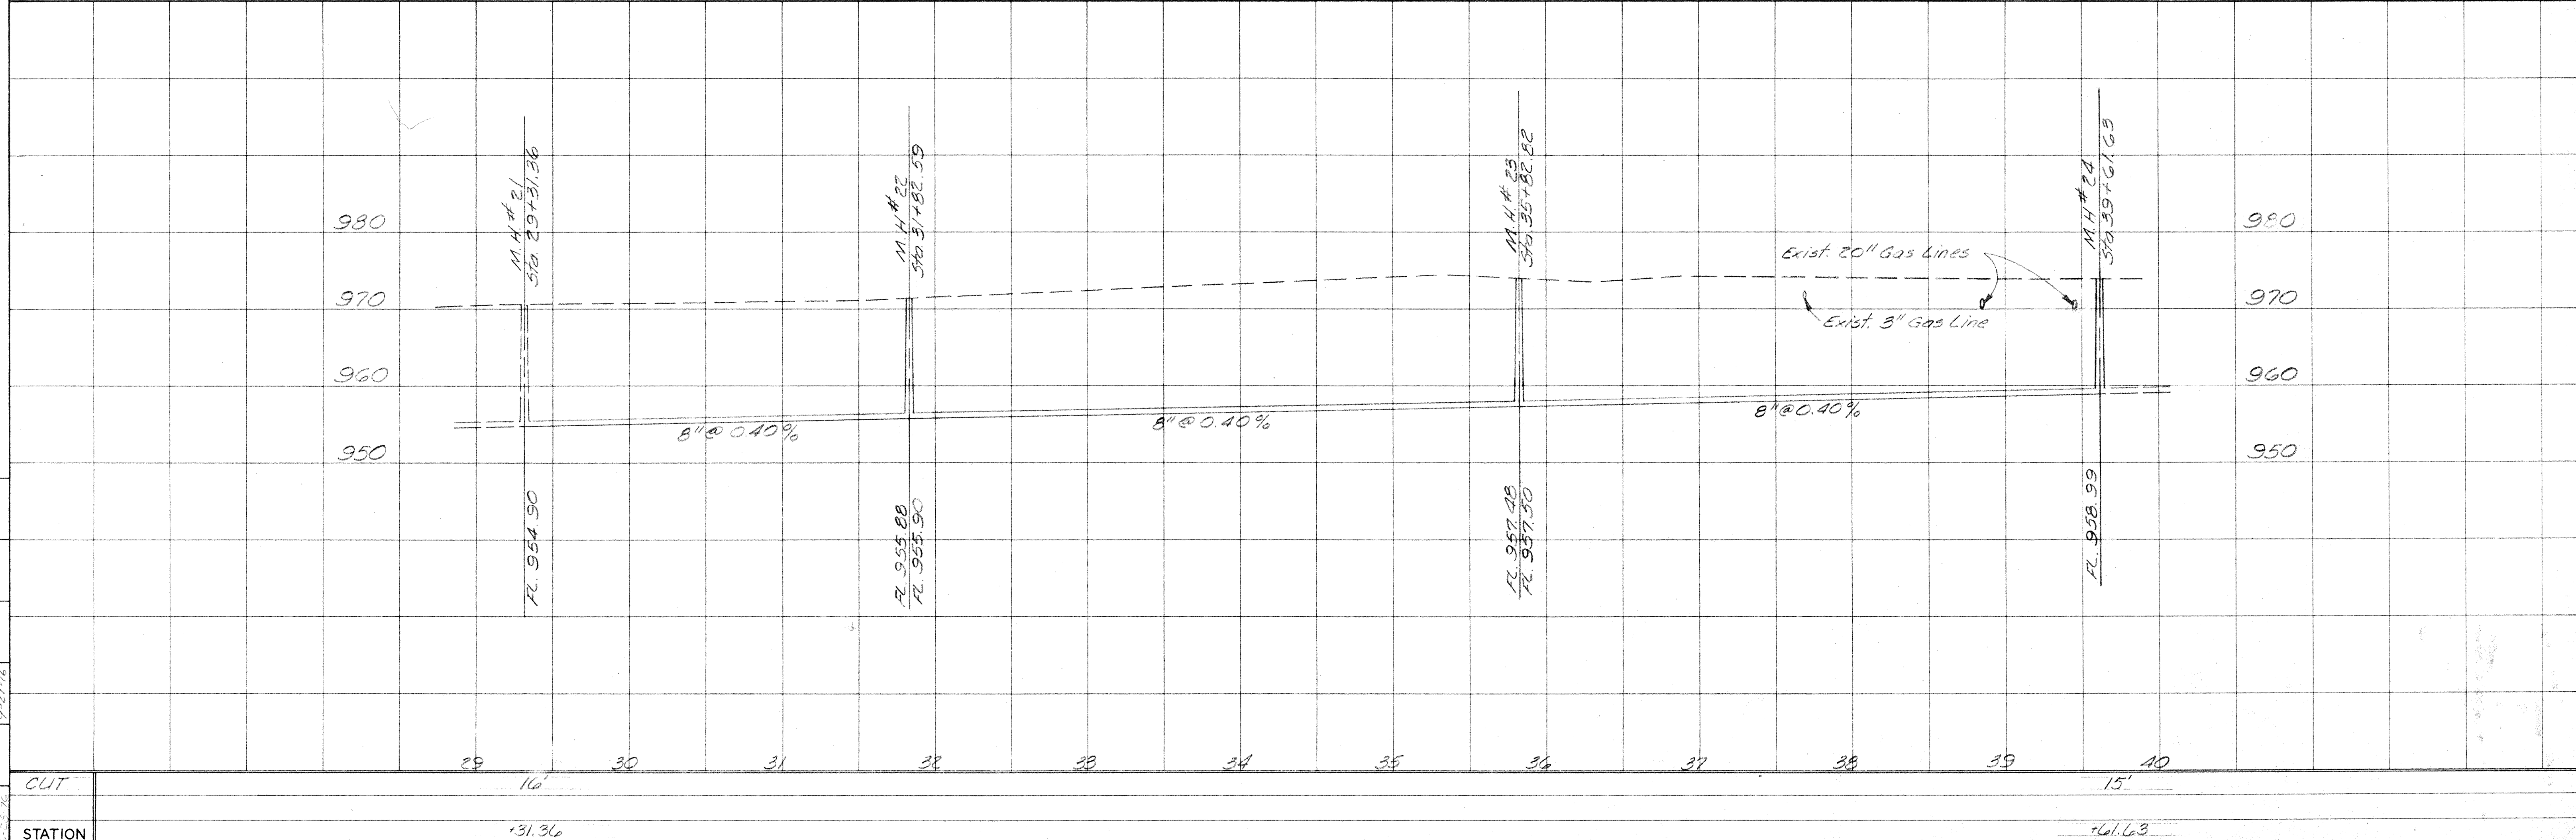 M.H # 21
Sta. 29+31.36
M.H # 22
Sta 31+82.59
M.H. # 23
Sta. 35+82.82
M.H # 24
Sta 39+61.63
980
980
Exist. 20" Gas Lines
970
970
Exist. 3" Gas Line
960
960
8" @ 0.40%
8" @ 0.40%
8" @ 0.40%
950
950
FL. 954.90
FL. 955.88
FL. 955.90
FL. 957.48
FL. 957.50
FL. 958.99
29 30 31 32 33 34 35 36 37 38 39 40
CUT 16' 15'
STATION +31.36 +61.63